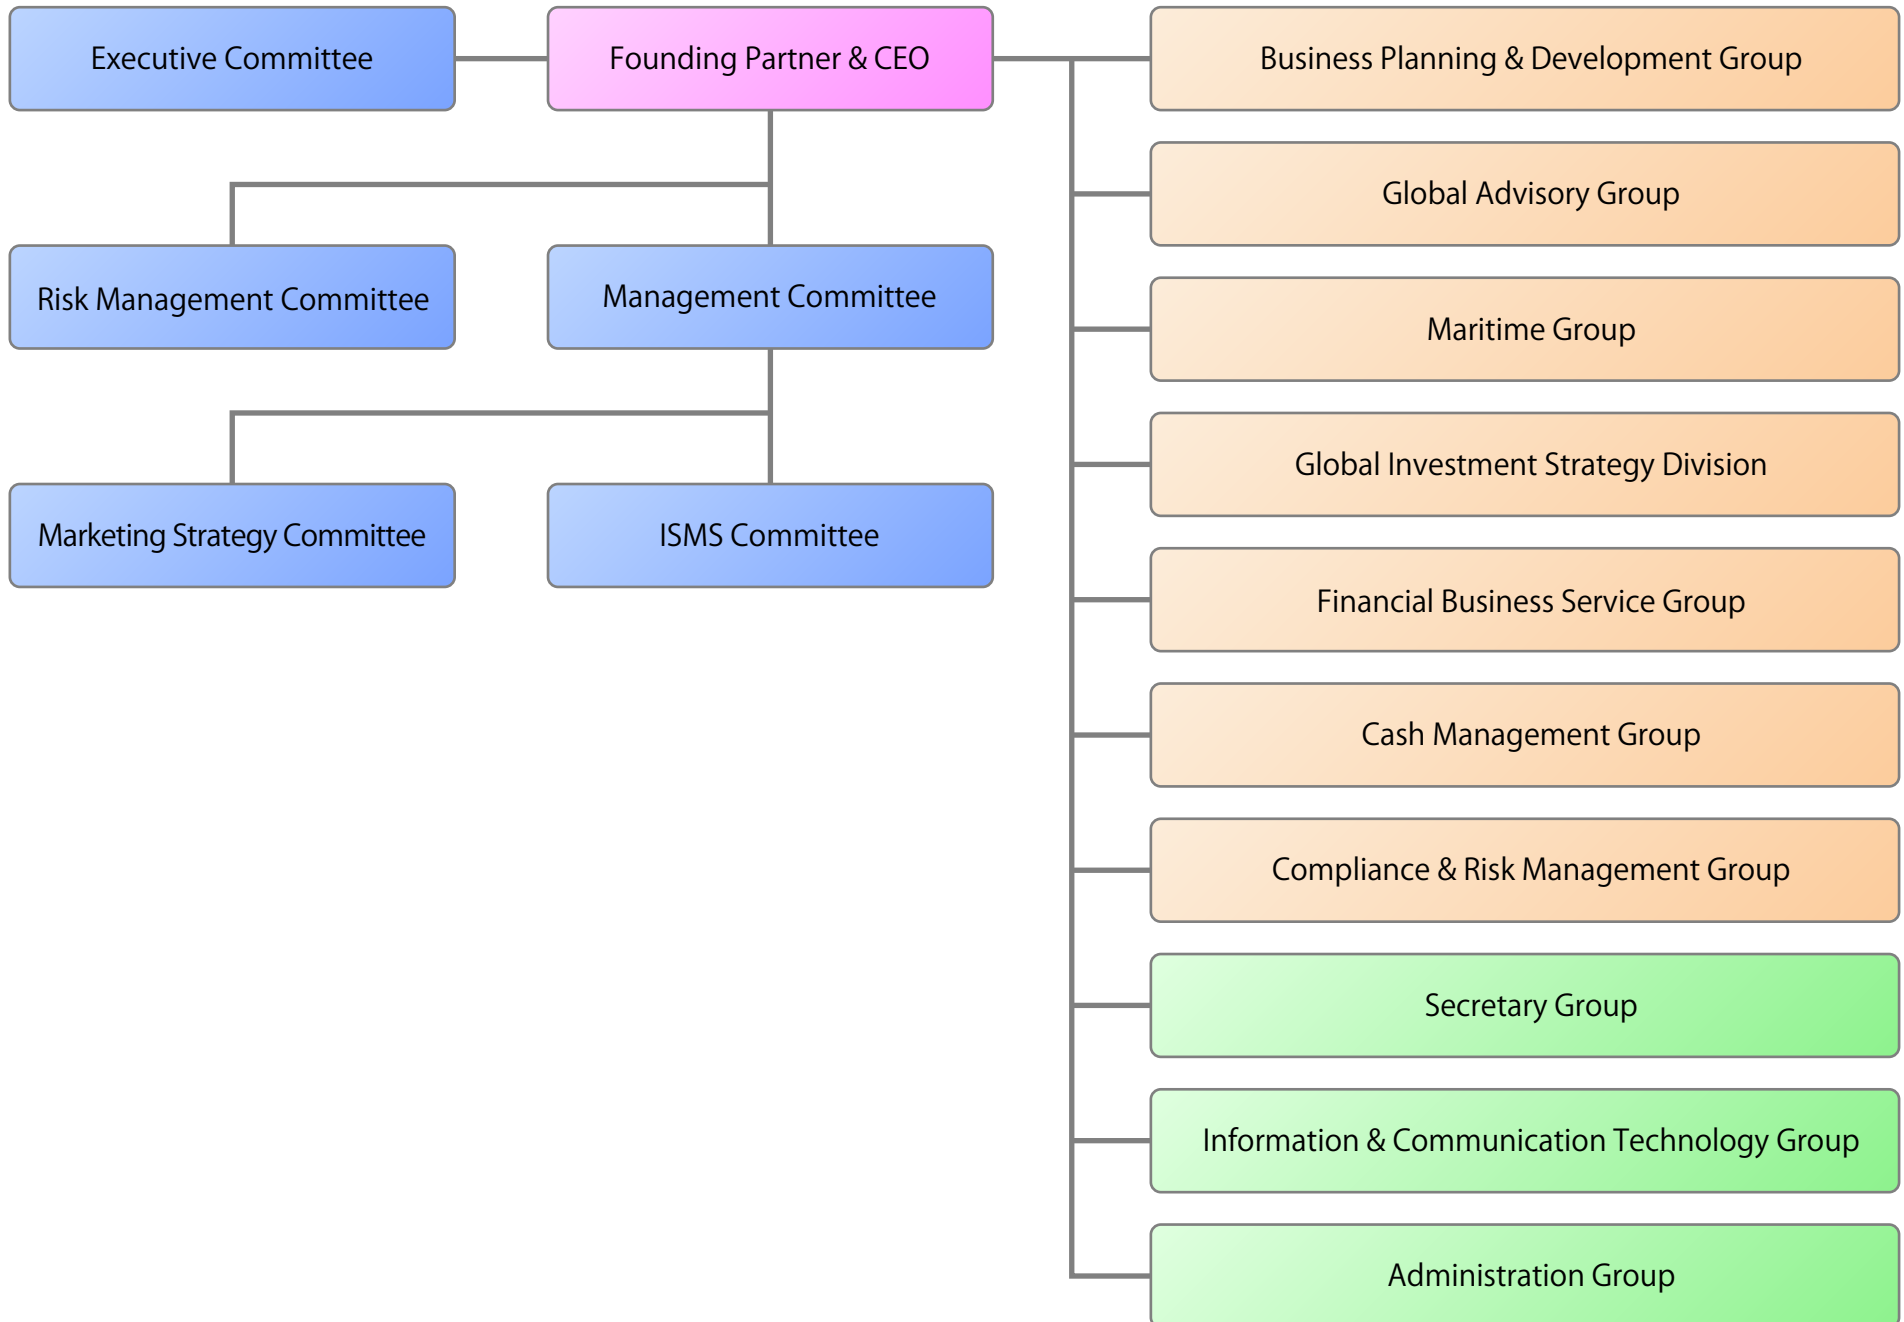 Executive Committee
Founding Partner & CEO
Business Planning & Development Group
Global Advisory Group
Risk Management Committee
Management Committee
Maritime Group
Global Investment Strategy Division
Marketing Strategy Committee
ISMS Committee
Financial Business Service Group
Cash Management Group
Compliance & Risk Management Group
Secretary Group
Information & Communication Technology Group
Administration Group